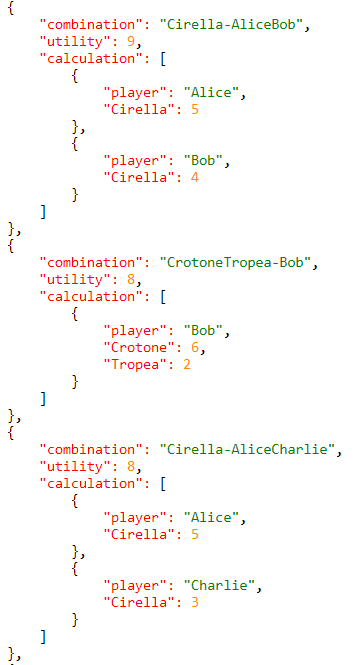 {
    "combination": "Cirella-AliceBob",
    "utility": 9,
    "calculation": [
        {
            "player": "Alice",
            "Cirella": 5
        },
        {
            "player": "Bob",
            "Cirella": 4
        }
    ]
},
{
    "combination": "CrotoneTropea-Bob",
    "utility": 8,
    "calculation": [
        {
            "player": "Bob",
            "Crotone": 6,
            "Tropea": 2
        }
    ]
},
{
    "combination": "Cirella-AliceCharlie",
    "utility": 8,
    "calculation": [
        {
            "player": "Alice",
            "Cirella": 5
        },
        {
            "player": "Charlie",
            "Cirella": 3
        }
    ]
},